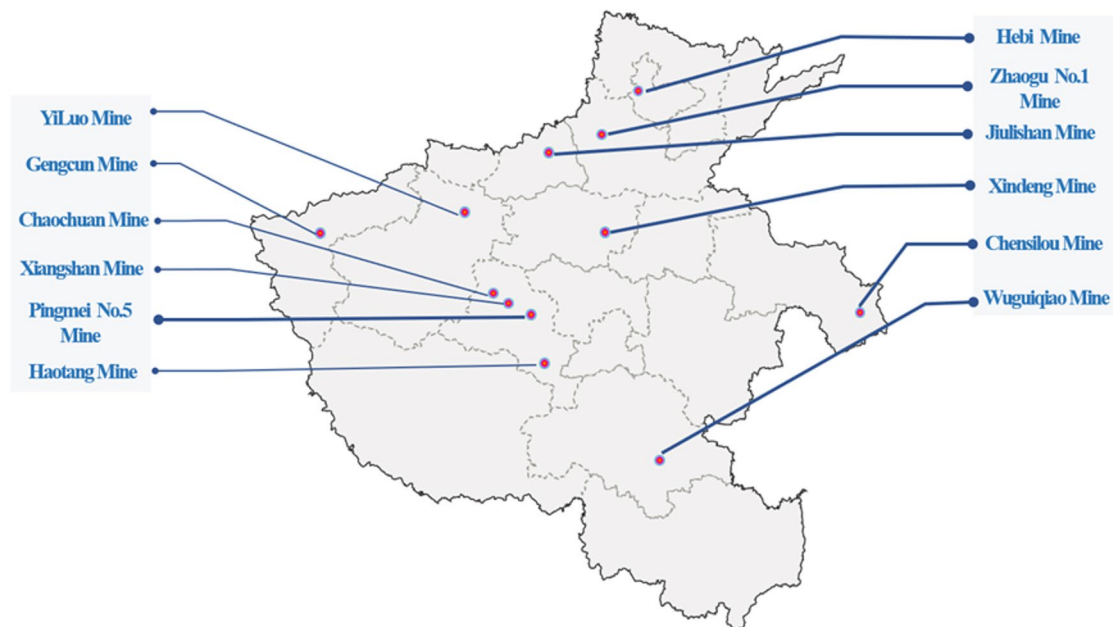 YiLuo Mine
Gengcun Mine
Chaochuan Mine
Xiangshan Mine
Pingmei No.5
Mine
Haotang Mine
Hebi Mine
Zhaogu No.1
Mine
Jiulishan Mine
Xindeng Mine
Chensilou Mine
Wuguiqiao Mine